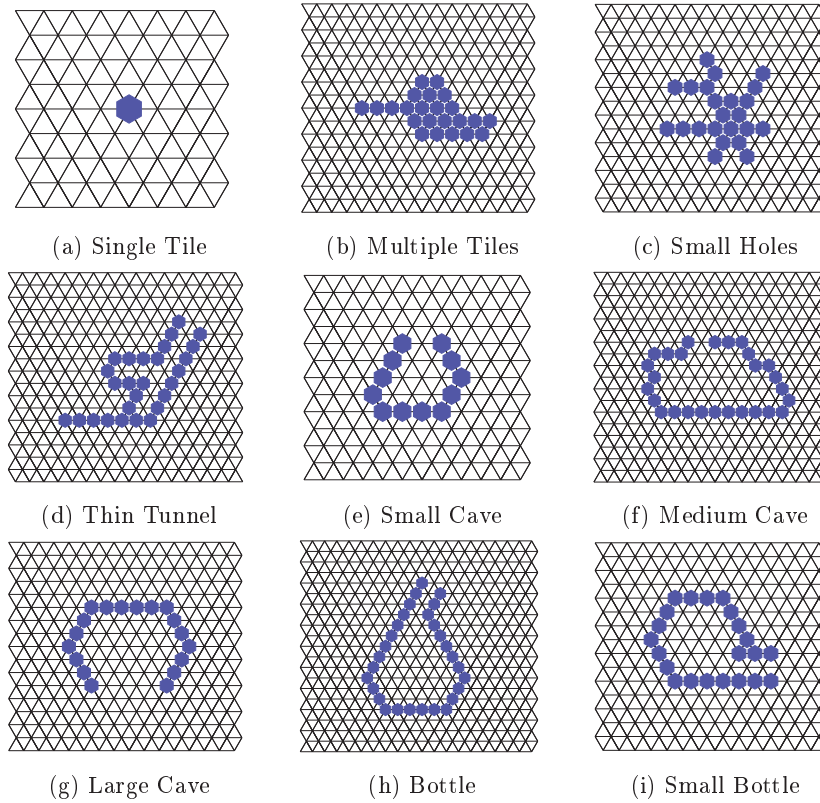 (a) Single Tile
(b) Multiple Tiles
(c) Small Holes
(d) Thin Tunnel
(e) Small Cave
(f) Medium Cave
(g) Large Cave
(h) Bottle
(i) Small Bottle